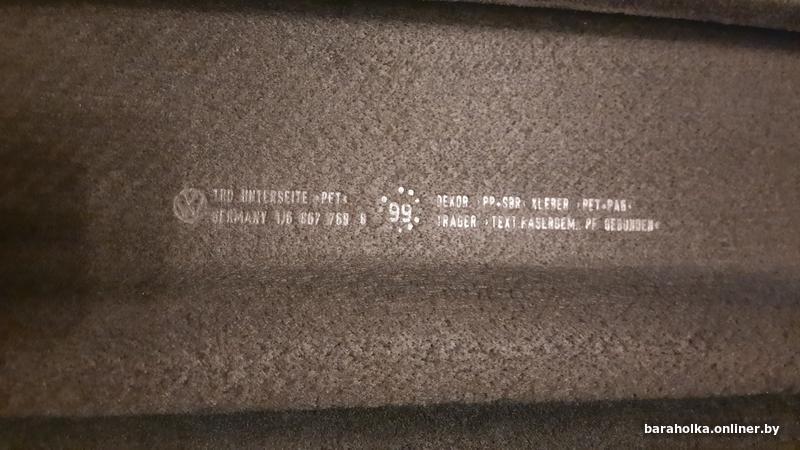 UNTERSEITE >PET<
GERMANY 1J6 867 769 B
99
DEKOR >PP+SBR< KLEBER >PET+PA6<
TRÄGER >TEXT.FASERGEM. PF GEBUNDEN<
baraholka.onliner.by